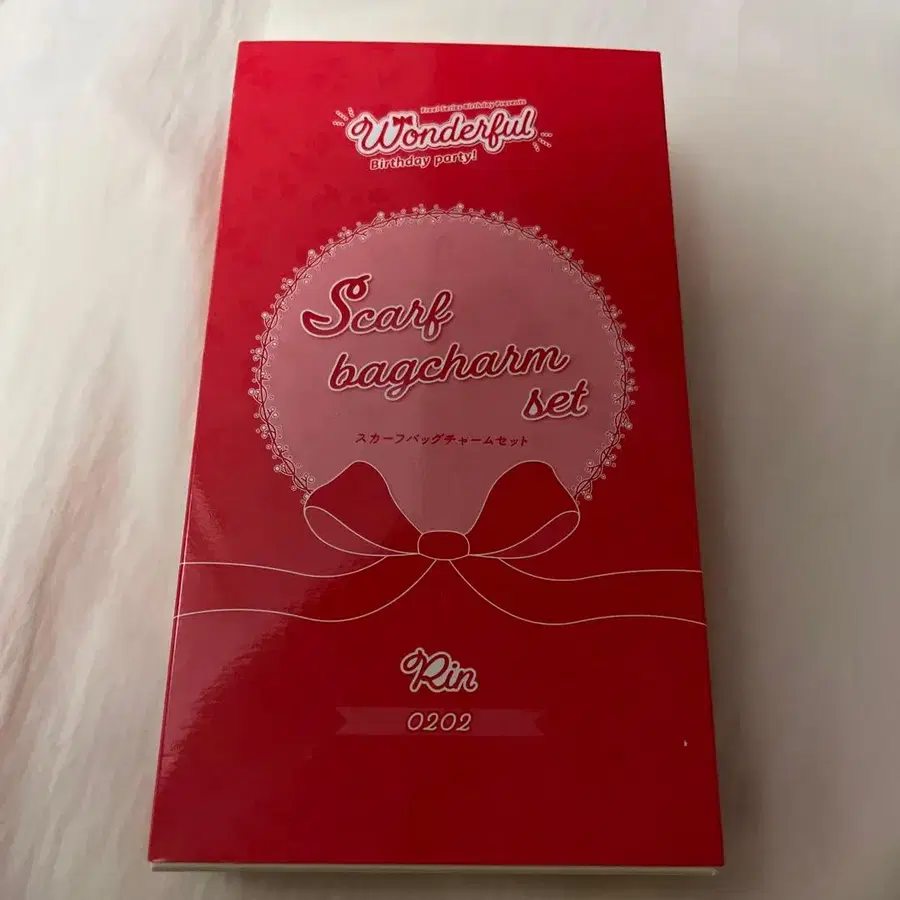 Free! Series Birthday Presents
Wonderful
Birthday party!
Scarf
bagcharm
set
スカーフバッグチャームセット
Rin
0202